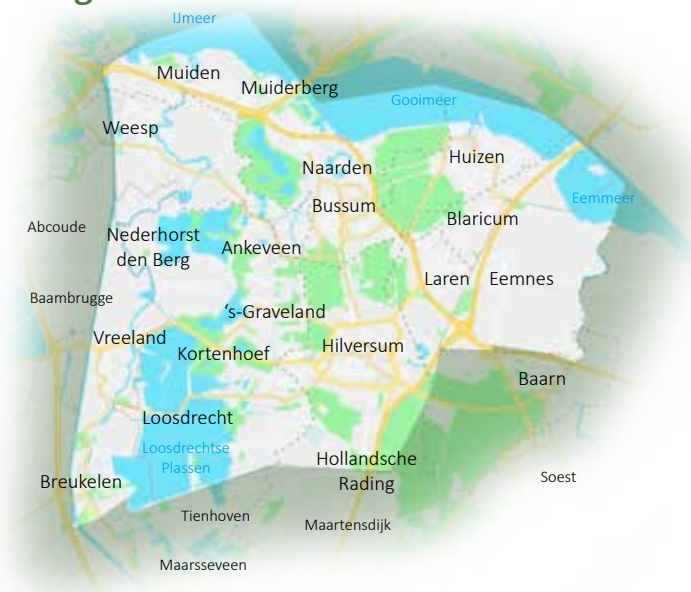 IJmeer
Muiden
Muiderberg
Gooimeer
Weesp
Naarden
Huizen
Bussum
Eemmeer
Blaricum
Abcoude
Nederhorst
den Berg
Ankeveen
Laren
Eemnes
Baambrugge
‘s-Graveland
Vreeland
Kortenhoef
Hilversum
Baarn
Loosdrecht
Loosdrechtse
Plassen
Hollandsche
Rading
Breukelen
Soest
Tienhoven
Maartensdijk
Maarsseveen